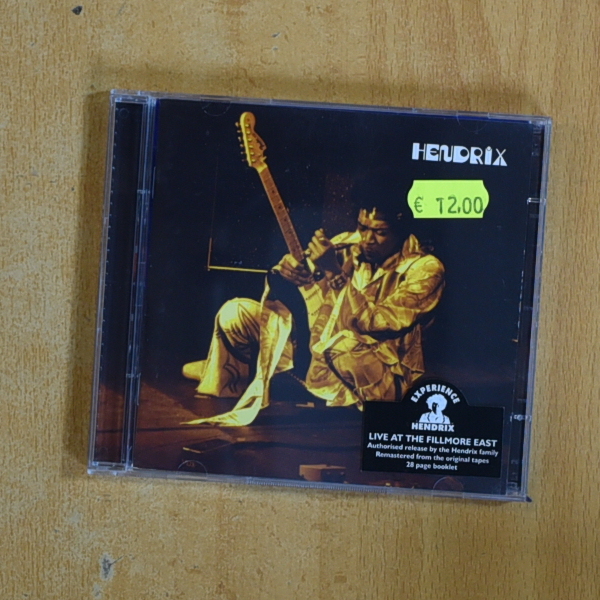 HENDRIX
€ 12.00
EXPERIENCE
HENDRIX
LIVE AT THE FILLMORE EAST
Authorised release by the Hendrix family
Remastered from the original tapes
28 page booklet